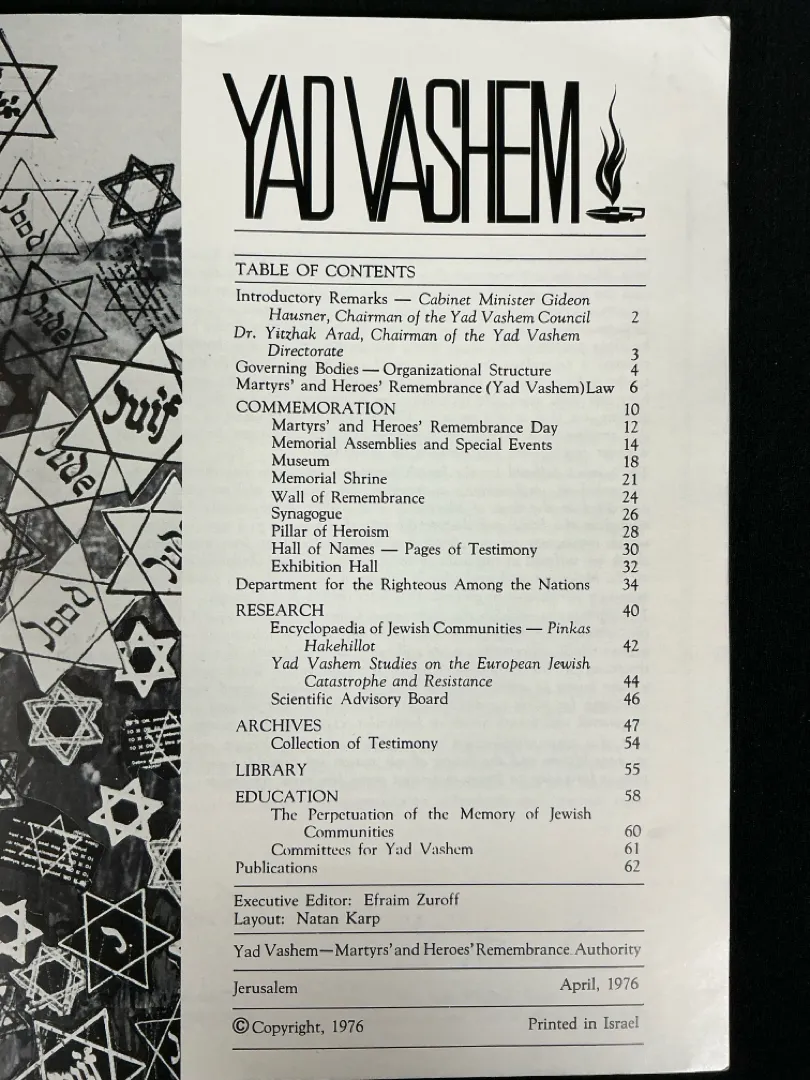 Jood
Jude
Juif
Jude
Jude
Jood
J
YAD VASHEM
TABLE OF CONTENTS
Introductory Remarks — Cabinet Minister Gideon
Hausner, Chairman of the Yad Vashem Council 2
Dr. Yitzhak Arad, Chairman of the Yad Vashem
Directorate 3
Governing Bodies — Organizational Structure 4
Martyrs' and Heroes' Remembrance (Yad Vashem) Law 6
COMMEMORATION 10
Martyrs' and Heroes' Remembrance Day 12
Memorial Assemblies and Special Events 14
Museum 18
Memorial Shrine 21
Wall of Remembrance 24
Synagogue 26
Pillar of Heroism 28
Hall of Names — Pages of Testimony 30
Exhibition Hall 32
Department for the Righteous Among the Nations 34
RESEARCH 40
Encyclopaedia of Jewish Communities — Pinkas
Hakehillot 42
Yad Vashem Studies on the European Jewish
Catastrophe and Resistance 44
Scientific Advisory Board 46
ARCHIVES 47
Collection of Testimony 54
LIBRARY 55
EDUCATION 58
The Perpetuation of the Memory of Jewish
Communities 60
Committees for Yad Vashem 61
Publications 62
Executive Editor: Efraim Zuroff
Layout: Natan Karp
Yad Vashem—Martyrs' and Heroes' Remembrance Authority
Jerusalem April, 1976
© Copyright, 1976 Printed in Israel